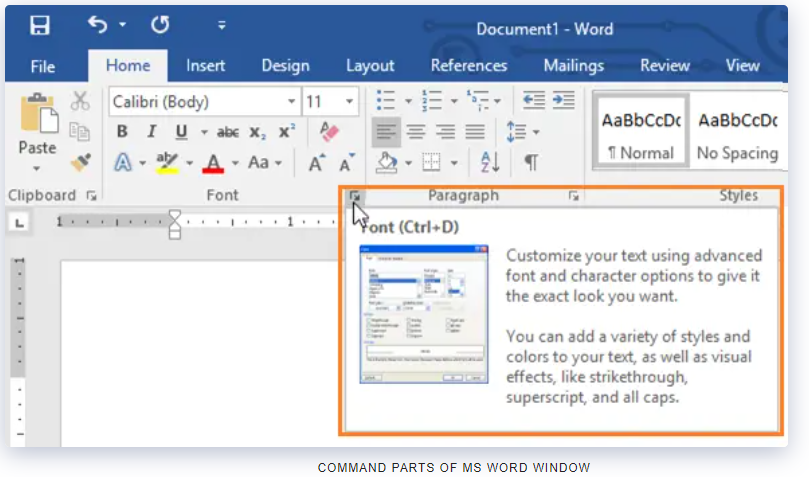 Document1 - Word
File Home Insert Design Layout References Mailings Review View
Calibri (Body) 11
Paste
B I U abc X₂ X²
A ab A Aa A A
AaBbCcDc AaBbCcDc
¶ Normal No Spacing
Clipboard Font Paragraph Styles
L 1 1
Font (Ctrl+D)
Customize your text using advanced
font and character options to give it
the exact look you want.
You can add a variety of styles and
colors to your text, as well as visual
effects, like strikethrough,
superscript, and all caps.
COMMAND PARTS OF MS WORD WINDOW